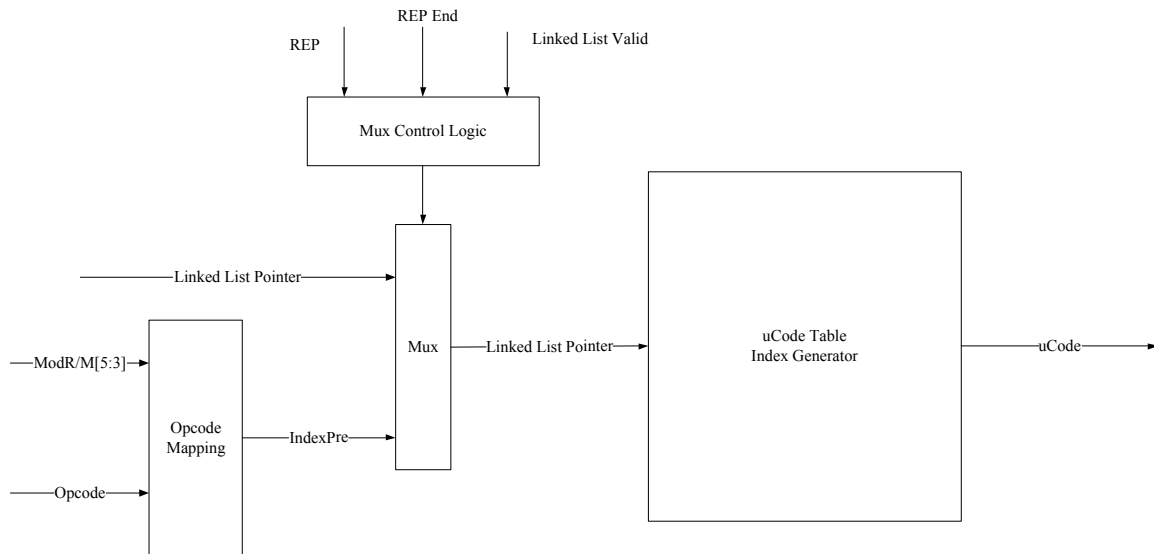 REP End
REP
Linked List Valid
Mux Control Logic
Linked List Pointer
Mux
Linked List Pointer
uCode Table
Index Generator
uCode
ModR/M[5:3]
Opcode
Mapping
IndexPre
Opcode